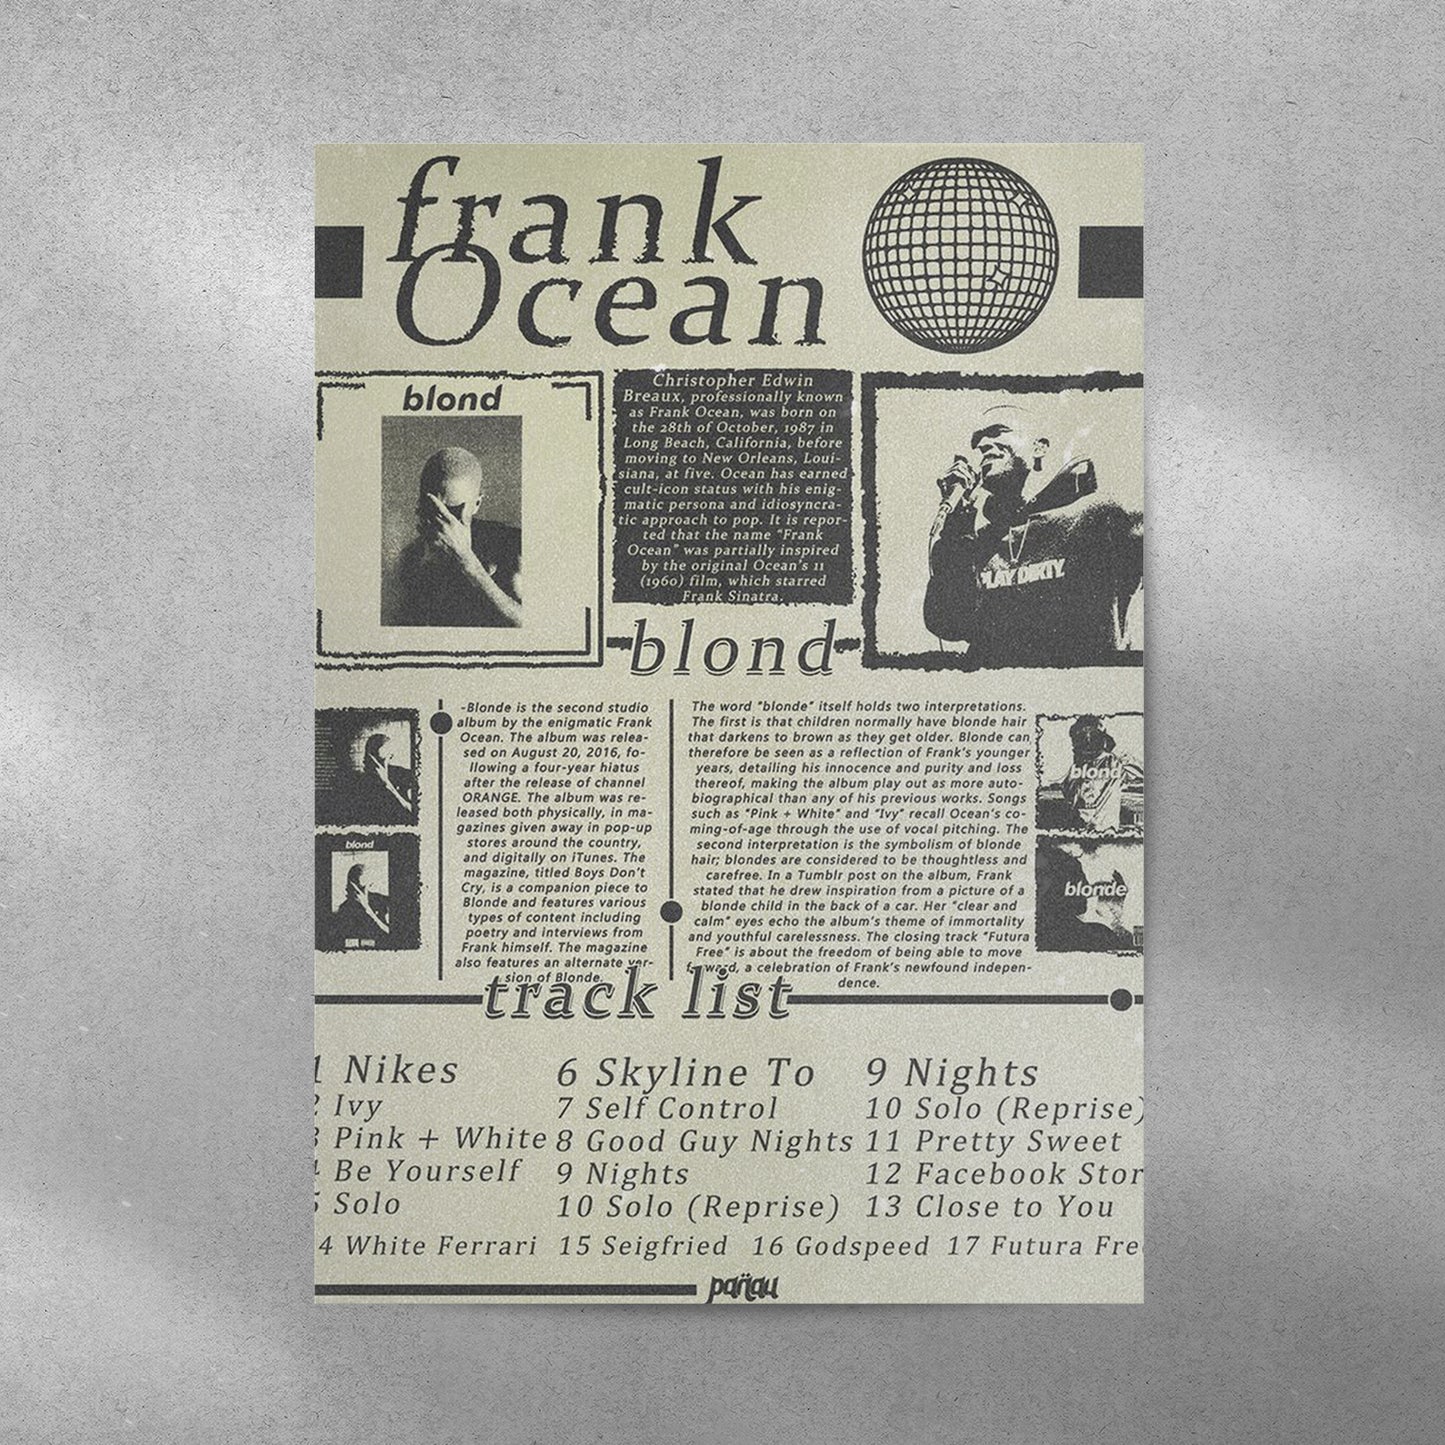 frank
Ocean
blond
Christopher Edwin
Breaux, professionally known
as Frank Ocean, was born on
the 28th of October, 1987 in
Long Beach, California, before
moving to New Orleans, Loui-
siana, at five. Ocean has earned
cult-icon status with his enig-
matic persona and idiosyncra-
tic approach to pop. It is repor-
ted that the name "Frank
Ocean" was partially inspired
by the original Ocean's 11
(1960) film, which starred
Frank Sinatra.
PLAY DIRTY.
blond
-Blonde is the second studio
album by the enigmatic Frank
Ocean. The album was relea-
sed on August 20, 2016, fo-
llowing a four-year hiatus
after the release of channel
ORANGE. The album was re-
leased both physically, in ma-
gazines given away in pop-up
stores around the country,
and digitally on iTunes. The
magazine, titled Boys Don't
Cry, is a companion piece to
Blonde and features various
types of content including
poetry and interviews from
Frank himself. The magazine
also features an alternate ver-
sion of Blonde.
The word "blonde" itself holds two interpretations.
The first is that children normally have blonde hair
that darkens to brown as they get older. Blonde can
therefore be seen as a reflection of Frank's younger
years, detailing his innocence and purity and loss
thereof, making the album play out as more auto-
biographical than any of his previous works. Songs
such as "Pink + White" and "Ivy" recall Ocean's co-
ming-of-age through the use of vocal pitching. The
second interpretation is the symbolism of blonde
hair; blondes are considered to be thoughtless and
carefree. In a Tumblr post on the album, Frank
stated that he drew inspiration from a picture of a
blonde child in the back of a car. Her "clear and
calm" eyes echo the album's theme of immortality
and youthful carelessness. The closing track "Futura
Free" is about the freedom of being able to move
forward, a celebration of Frank's newfound indepen-
dence.
blond
blond
blonde
track list
1 Nikes
2 Ivy
3 Pink + White
4 Be Yourself
5 Solo
6 Skyline To
7 Self Control
8 Good Guy Nights
9 Nights
10 Solo (Reprise)
9 Nights
10 Solo (Reprise)
11 Pretty Sweet
12 Facebook Stor
13 Close to You
4 White Ferrari 15 Seigfried 16 Godspeed 17 Futura Fre